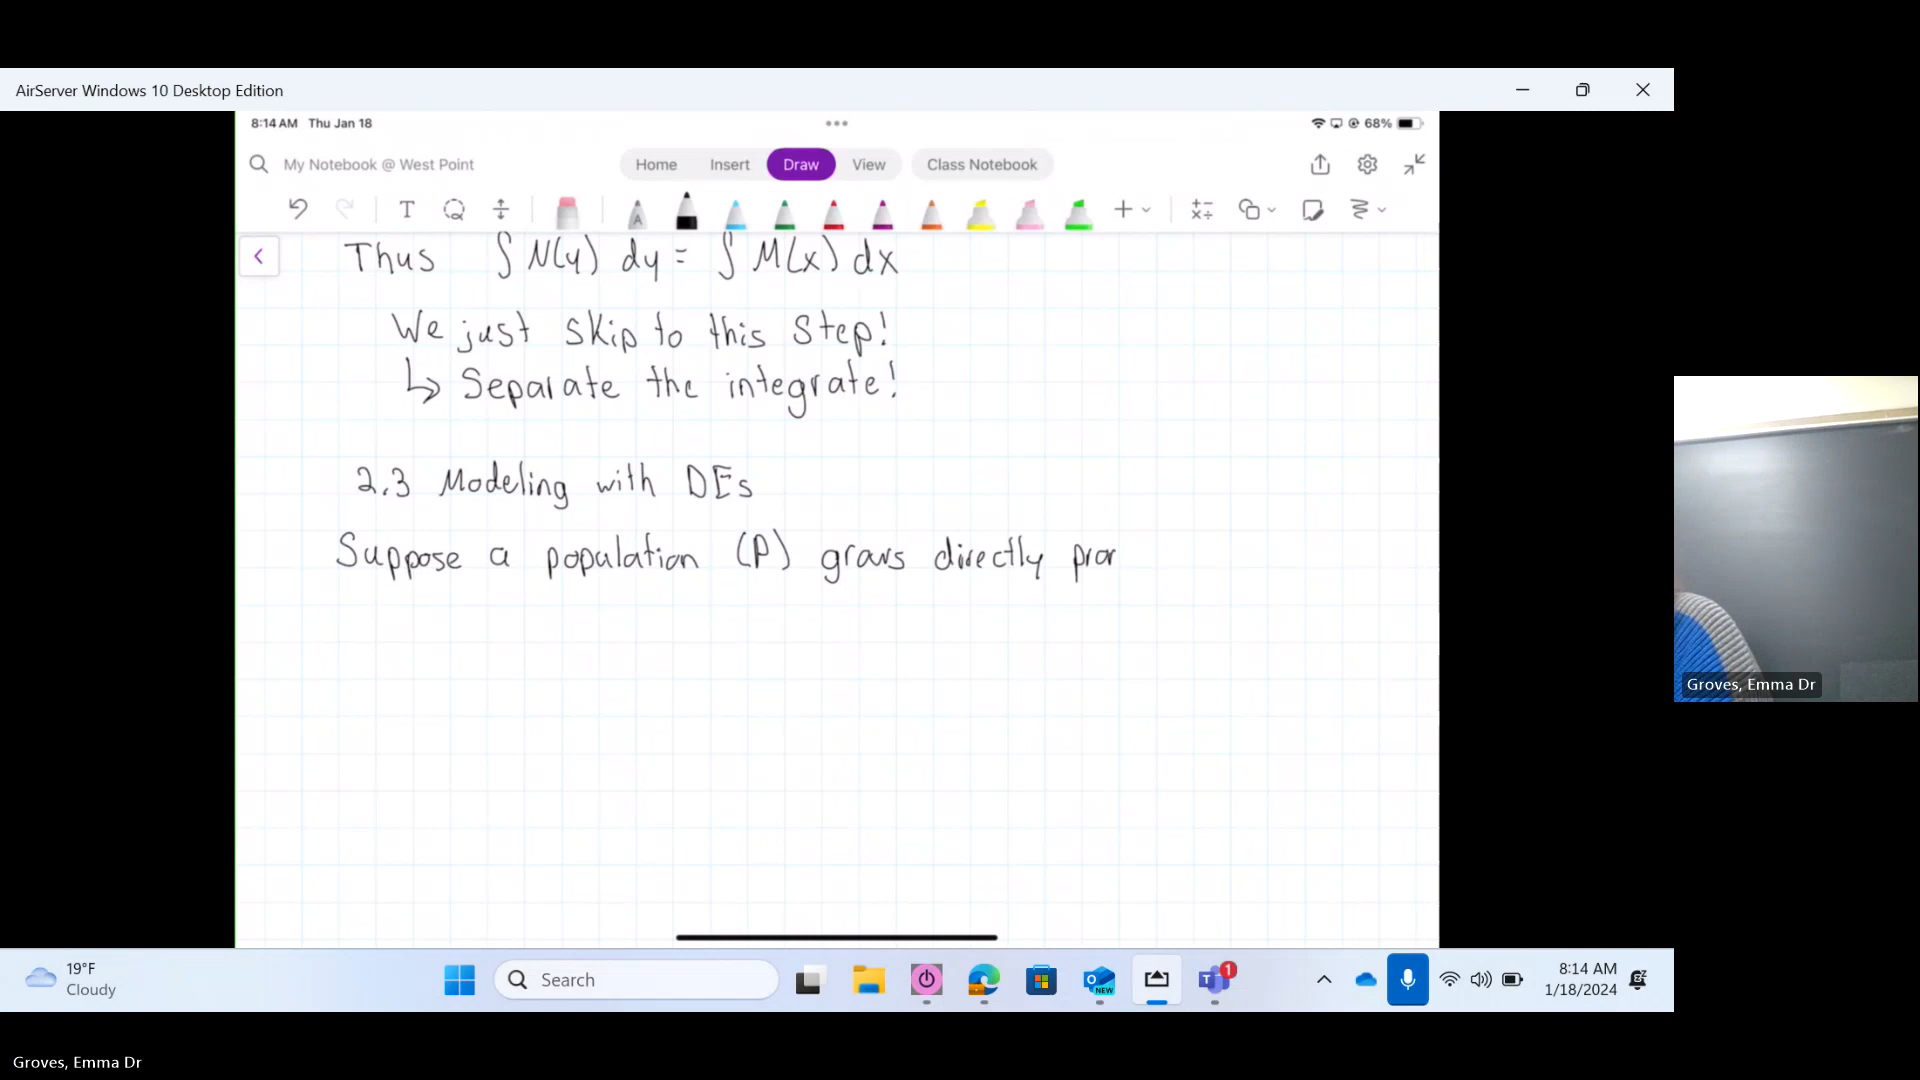 AirServer Windows 10 Desktop Edition
8:14 AM Thu Jan 18
68%
My Notebook @ West Point
Home Insert Draw View Class Notebook
T A
Thus ∫ N(y) dy = ∫ M(x) dx
We just skip to this step!
↳ Separate the integrate!
2.3 Modeling with DEs
Suppose a population (P) grows directly pror
Groves, Emma Dr
19°F
Cloudy
Search
NEW
1
8:14 AM
1/18/2024
Groves, Emma Dr